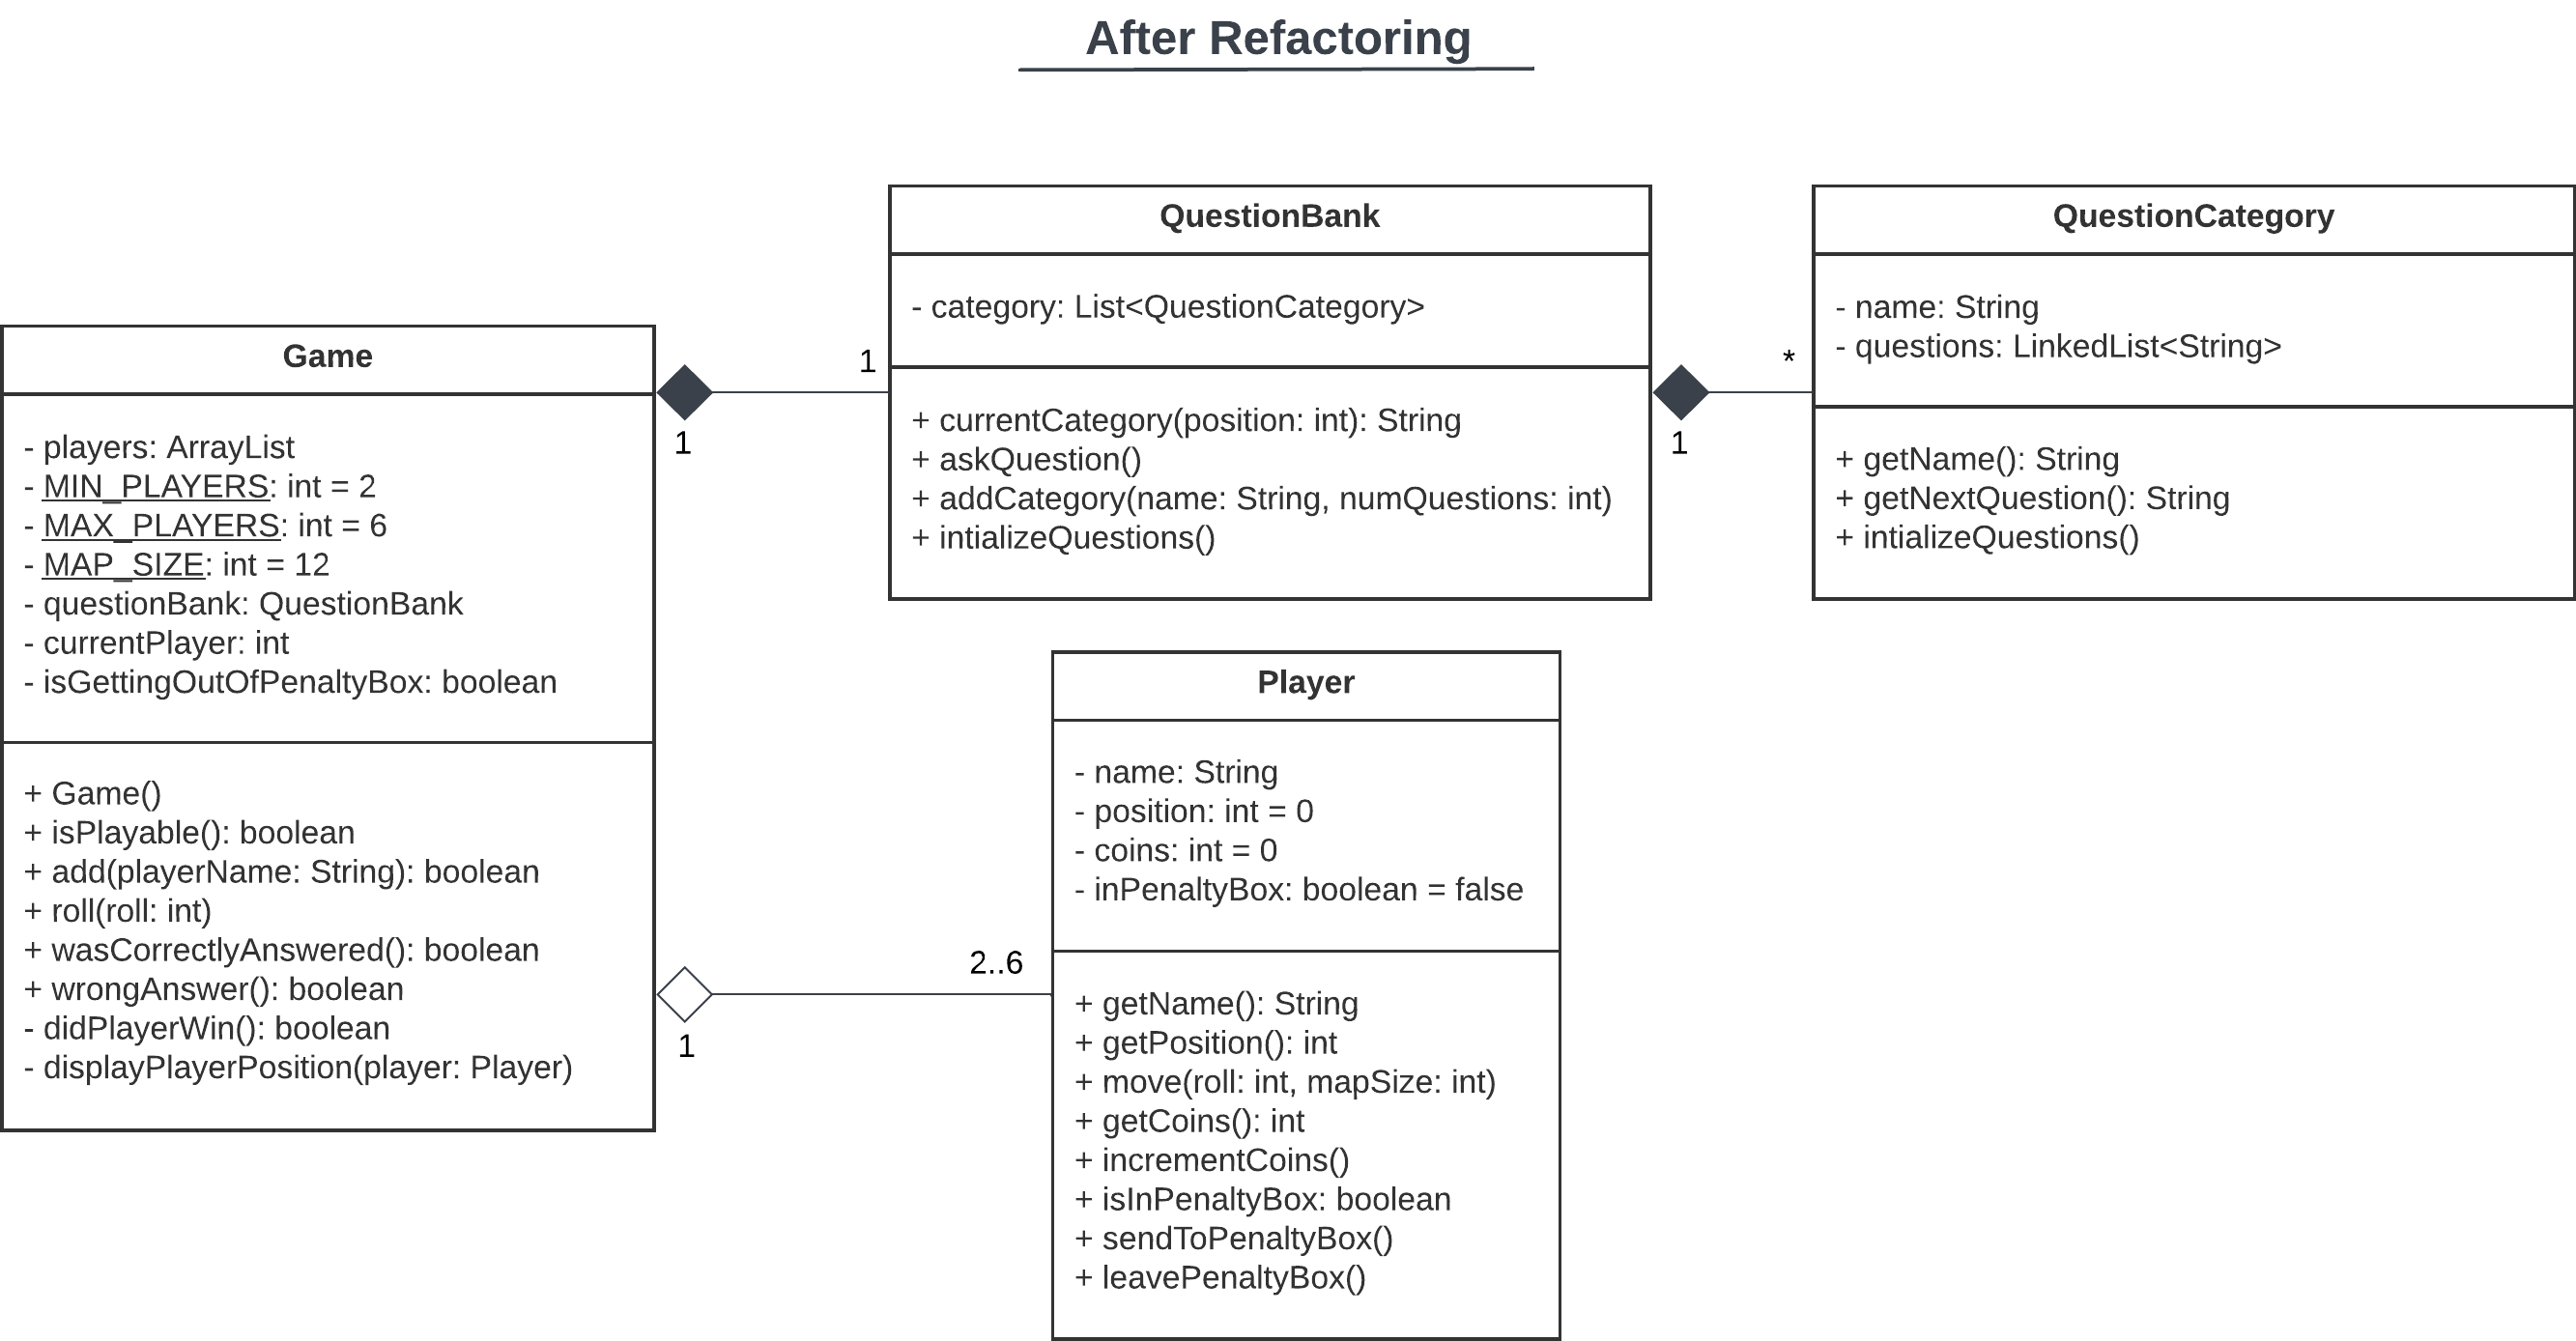 After Refactoring
Game
- players: ArrayList
- MIN_PLAYERS: int = 2
- MAX_PLAYERS: int = 6
- MAP_SIZE: int = 12
- questionBank: QuestionBank
- currentPlayer: int
- isGettingOutOfPenaltyBox: boolean
+ Game()
+ isPlayable(): boolean
+ add(playerName: String): boolean
+ roll(roll: int)
+ wasCorrectlyAnswered(): boolean
+ wrongAnswer(): boolean
- didPlayerWin(): boolean
- displayPlayerPosition(player: Player)
1
1
QuestionBank
- category: List<QuestionCategory>
+ currentCategory(position: int): String
+ askQuestion()
+ addCategory(name: String, numQuestions: int)
+ intializeQuestions()
1
*
QuestionCategory
- name: String
- questions: LinkedList<String>
+ getName(): String
+ getNextQuestion(): String
+ intializeQuestions()
1
2..6
Player
- name: String
- position: int = 0
- coins: int = 0
- inPenaltyBox: boolean = false
+ getName(): String
+ getPosition(): int
+ move(roll: int, mapSize: int)
+ getCoins(): int
+ incrementCoins()
+ isInPenaltyBox: boolean
+ sendToPenaltyBox()
+ leavePenaltyBox()